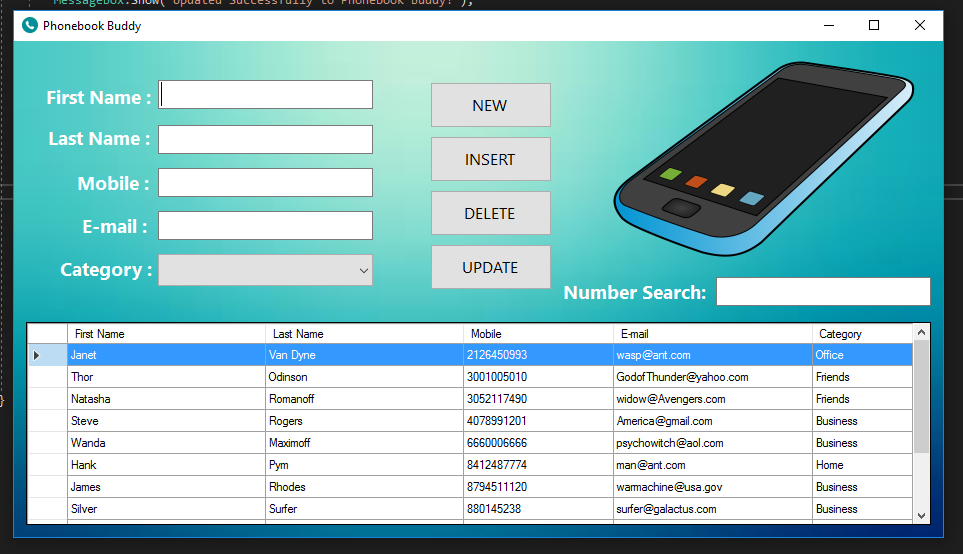 MessageBox.Show("Updated Successfully to Phonebook Buddy!");
Phonebook Buddy
First Name :
Last Name :
Mobile :
E-mail :
Category :
NEW
INSERT
DELETE
UPDATE
Number Search:
First Name Last Name Mobile E-mail Category
Janet Van Dyne 2126450993 wasp@ant.com Office
Thor Odinson 3001005010 GodofThunder@yahoo.com Friends
Natasha Romanoff 3052117490 widow@Avengers.com Friends
Steve Rogers 4078991201 America@gmail.com Business
Wanda Maximoff 6660006666 psychowitch@aol.com Business
Hank Pym 8412487774 man@ant.com Home
James Rhodes 8794511120 warmachine@usa.gov Business
Silver Surfer 880145238 surfer@galactus.com Business
}